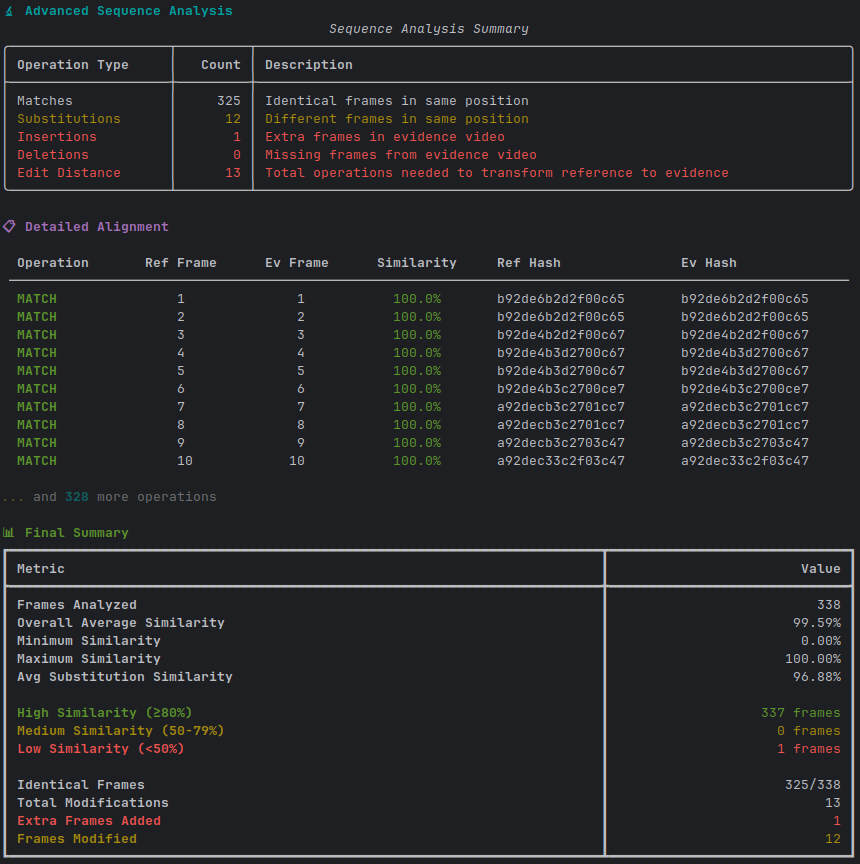 Advanced Sequence Analysis
Sequence Analysis Summary
Operation Type Count Description
Matches 325 Identical frames in same position
Substitutions 12 Different frames in same position
Insertions 1 Extra frames in evidence video
Deletions 0 Missing frames from evidence video
Edit Distance 13 Total operations needed to transform reference to evidence
Detailed Alignment
Operation Ref Frame Ev Frame Similarity Ref Hash Ev Hash
MATCH 1 1 100.0% b92de6b2d2f00c65 b92de6b2d2f00c65
MATCH 2 2 100.0% b92de6b2d2f00c65 b92de6b2d2f00c65
MATCH 3 3 100.0% b92de4b2d2f00c67 b92de4b2d2f00c67
MATCH 4 4 100.0% b92de4b3d2700c67 b92de4b3d2700c67
MATCH 5 5 100.0% b92de4b3d2700c67 b92de4b3d2700c67
MATCH 6 6 100.0% b92de4b3c2700ce7 b92de4b3c2700ce7
MATCH 7 7 100.0% a92decb3c2701cc7 a92decb3c2701cc7
MATCH 8 8 100.0% a92decb3c2701cc7 a92decb3c2701cc7
MATCH 9 9 100.0% a92decb3c2703c47 a92decb3c2703c47
MATCH 10 10 100.0% a92dec33c2f03c47 a92dec33c2f03c47
... and 328 more operations
Final Summary
Metric Value
Frames Analyzed 338
Overall Average Similarity 99.59%
Minimum Similarity 0.00%
Maximum Similarity 100.00%
Avg Substitution Similarity 96.88%
High Similarity (≥80%) 337 frames
Medium Similarity (50-79%) 0 frames
Low Similarity (<50%) 1 frames
Identical Frames 325/338
Total Modifications 13
Extra Frames Added 1
Frames Modified 12